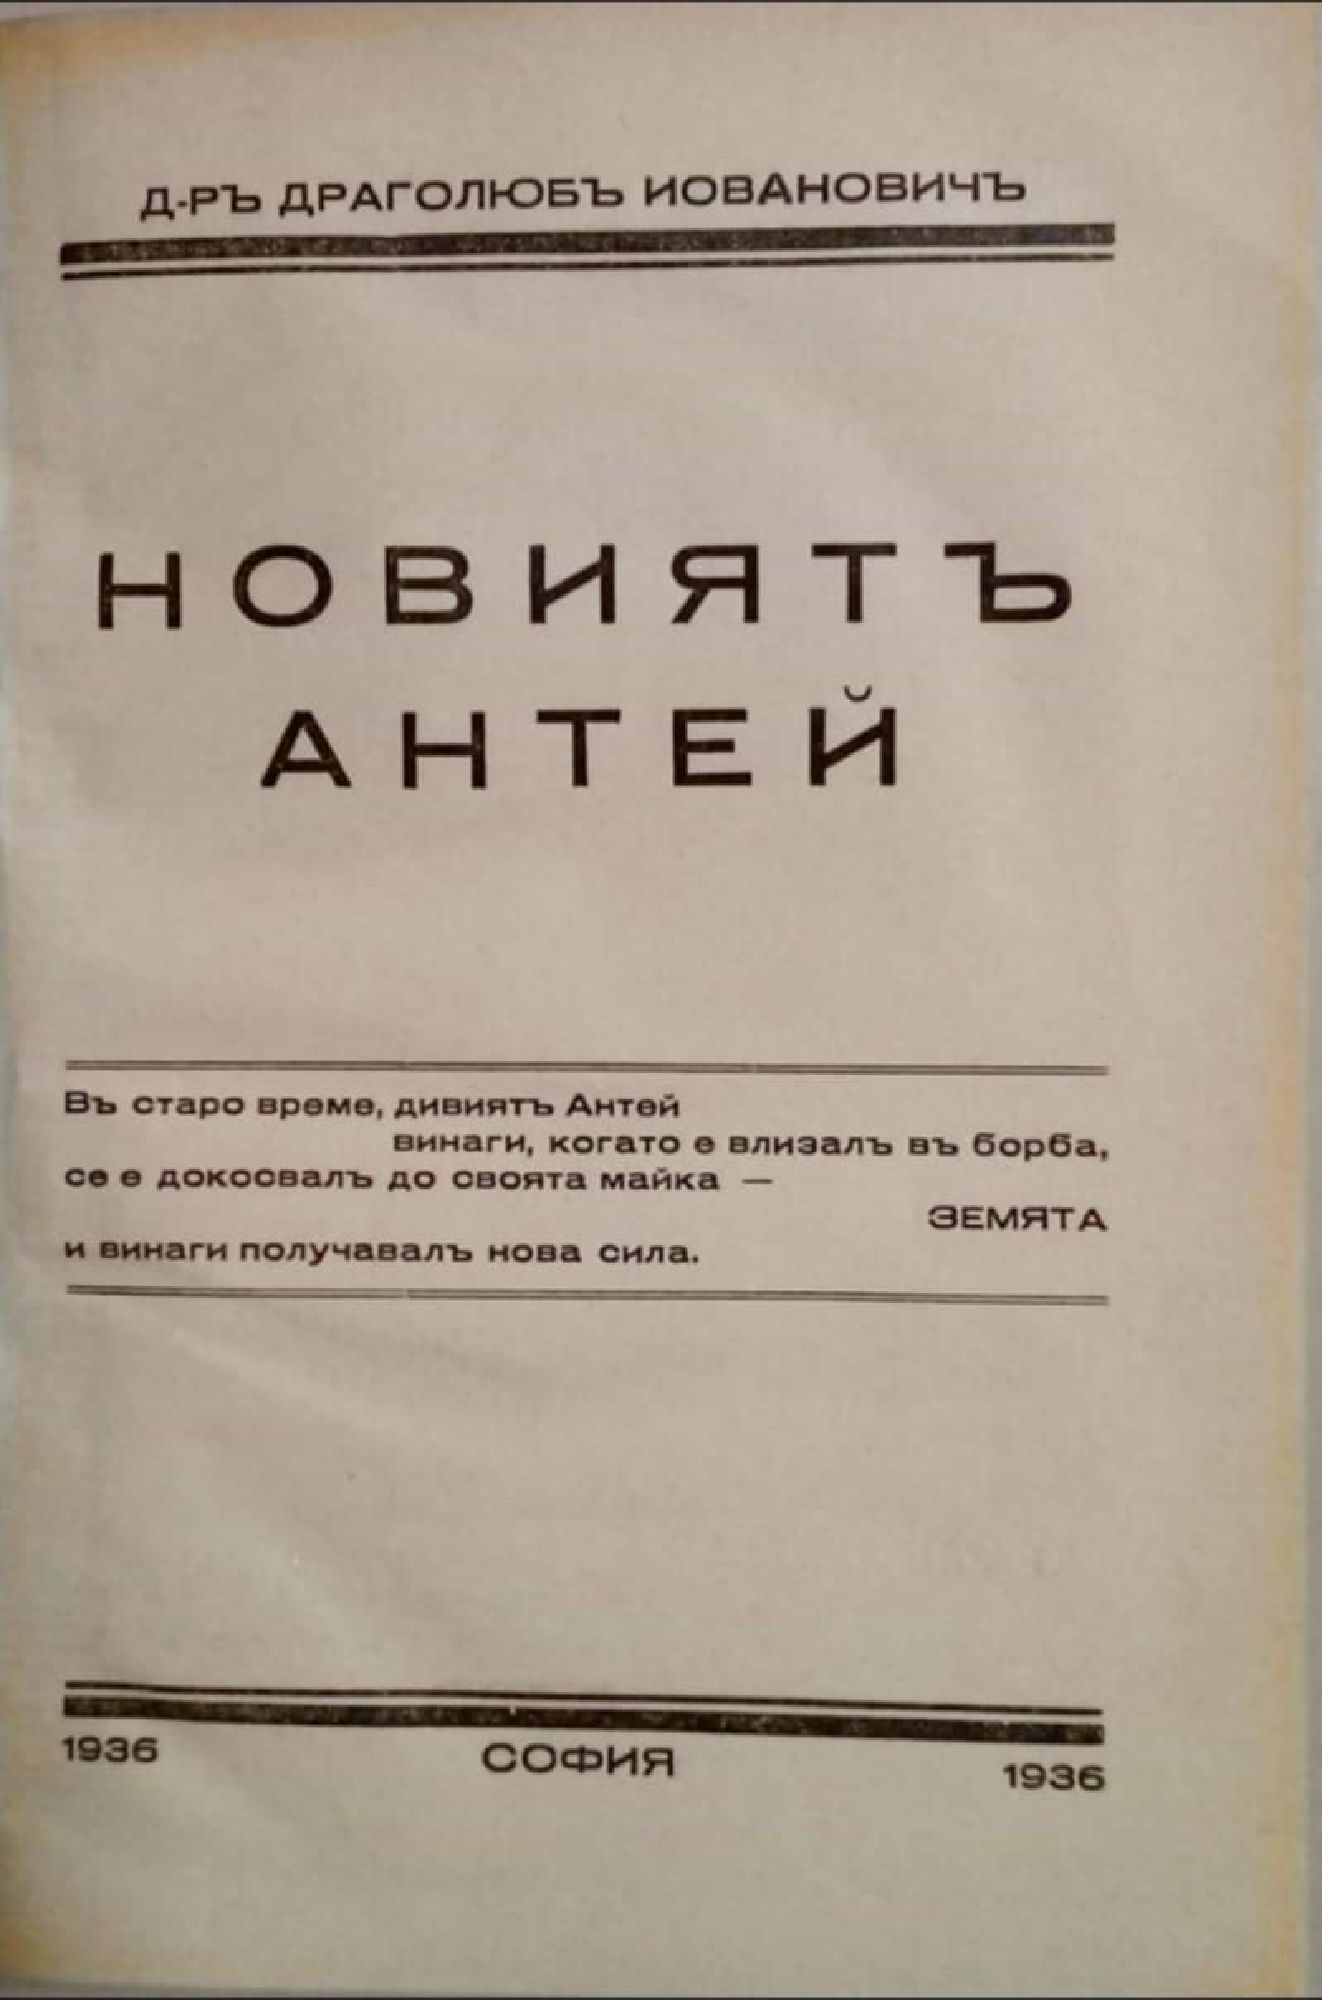 Д-РЪ ДРАГОЛЮБЪ ИОВАНОВИЧЪ
НОВИЯТЪ
АНТЕЙ
Въ старо време, дивиятъ Антей
винаги, когато е влизалъ въ борба,
се е докосвалъ до своята майка —
ЗЕМЯТА
и винаги получавалъ нова сила.
1936 СОФИЯ 1936